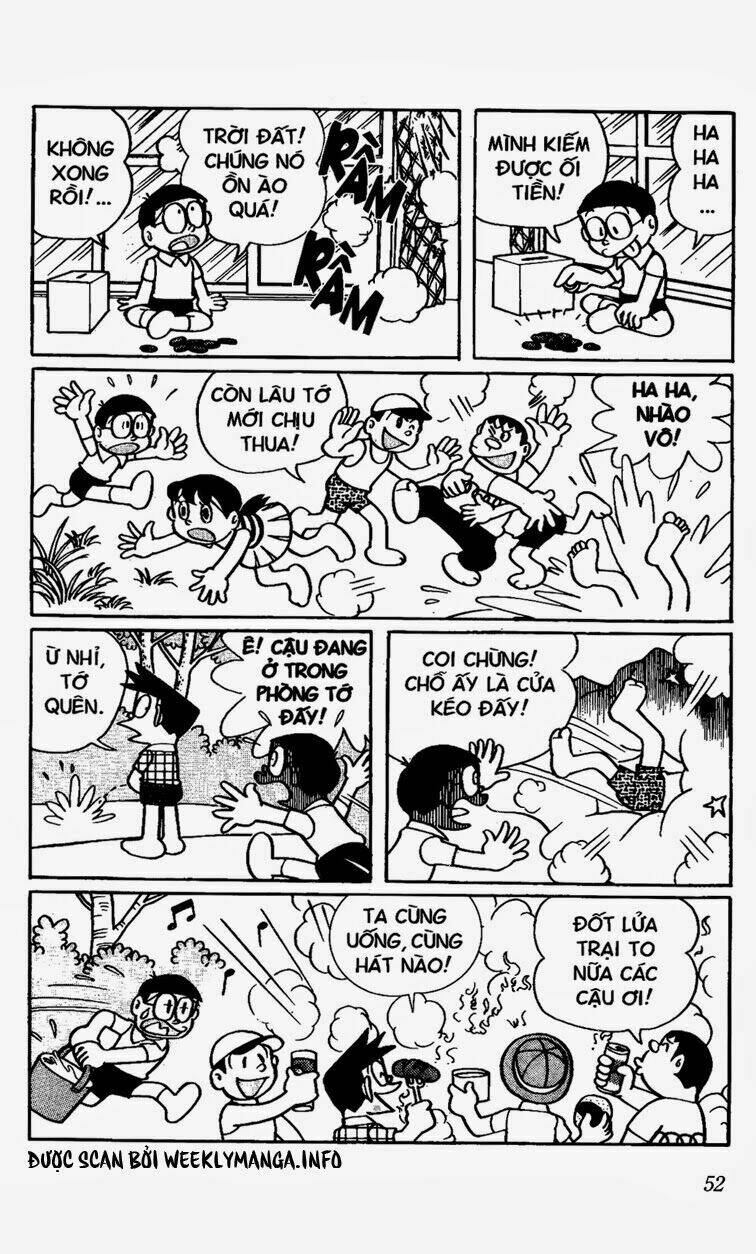 KHÔNG
XONG
RỒI!...
TRỜI ĐẤT!
CHÚNG NÓ
ỒN ÀO
QUÁ!
RẦM
RẦM
MÌNH KIẾM
ĐƯỢC ỐI
TIỀN!
HA
HA
HA
...
CÒN LÂU TỚ
MỚI CHỊU
THUA!
HA HA,
NHÀO
VÔ!
Ừ NHỈ,
TỚ
QUÊN.
Ê! CẬU ĐANG
Ở TRONG
PHÒNG TỚ
ĐẤY!
COI CHỪNG!
CHỖ ẤY LÀ CỬA
KÉO ĐẤY!
TA CÙNG
UỐNG, CÙNG
HÁT NÀO!
ĐỐT LỬA
TRẠI TO
NỮA CÁC
CẬU ƠI!
ĐƯỢC SCAN BỞI WEEKLYMANGA.INFO
52